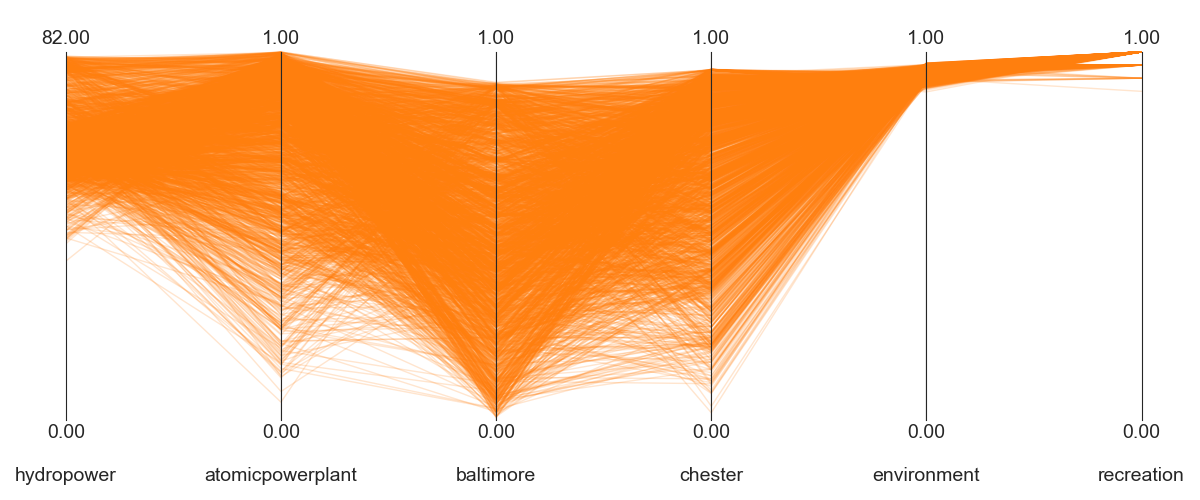 82.00 1.00 1.00 1.00 1.00 1.00
0.00 0.00 0.00 0.00 0.00 0.00
hydropower atomicpowerplant baltimore chester environment recreation